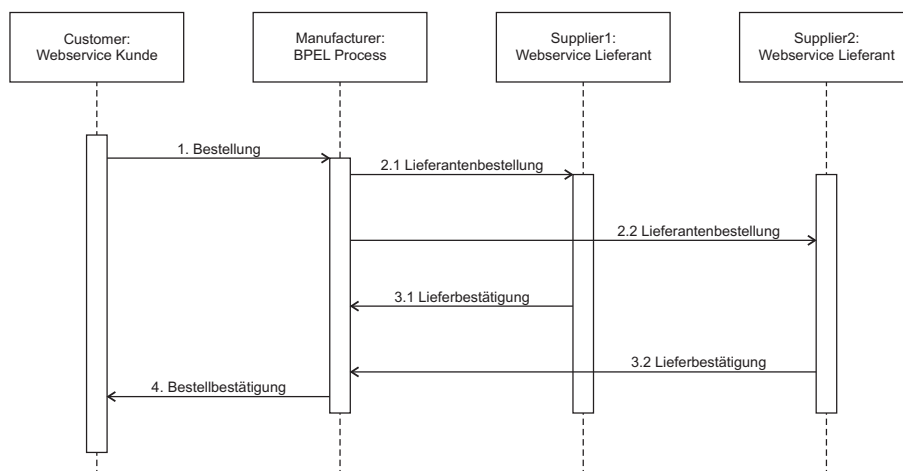 Customer:
Webservice Kunde
Manufacturer:
BPEL Process
Supplier1:
Webservice Lieferant
Supplier2:
Webservice Lieferant
1. Bestellung
2.1 Lieferantenbestellung
2.2 Lieferantenbestellung
3.1 Lieferbestätigung
3.2 Lieferbestätigung
4. Bestellbestätigung